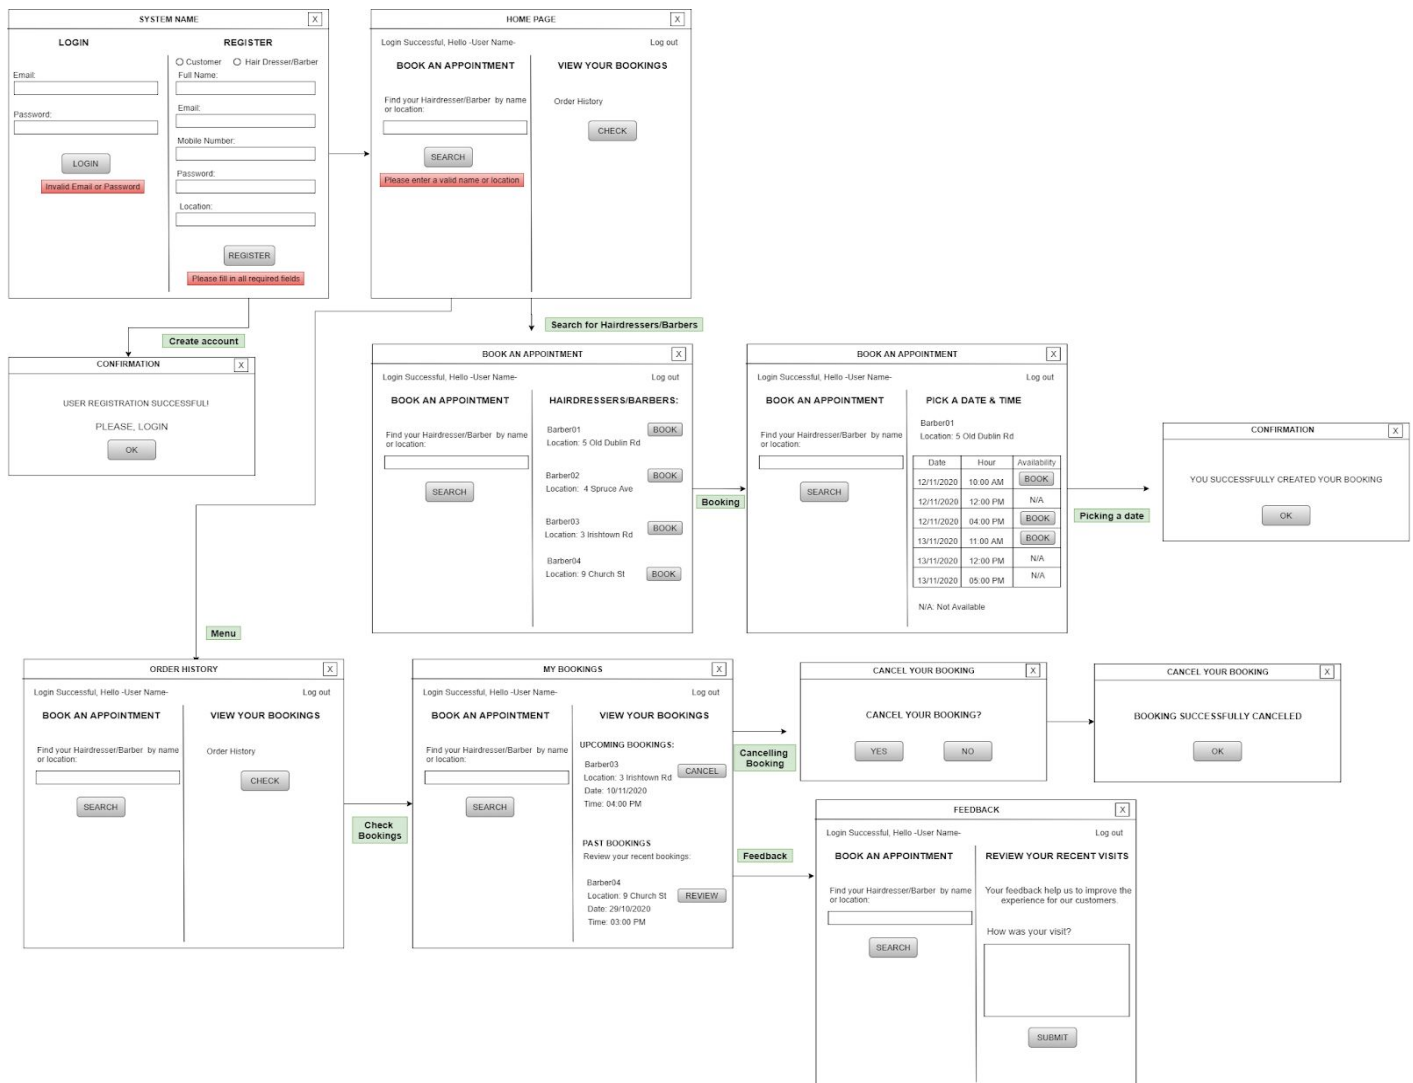 SYSTEM NAME
X
LOGIN
Email:
Password:
LOGIN
Invalid Email or Password
REGISTER
Customer
Hair Dresser/Barber
Full Name:
Email:
Mobile Number:
Password:
Location:
REGISTER
Please fill in all required fields
HOME PAGE
X
Login Successful, Hello -User Name-
Log out
BOOK AN APPOINTMENT
Find your Hairdresser/Barber by name
or location:
SEARCH
Please enter a valid name or location
VIEW YOUR BOOKINGS
Order History
CHECK
Create account
CONFIRMATION
X
USER REGISTRATION SUCCESSFUL!
PLEASE, LOGIN
OK
Search for Hairdressers/Barbers
BOOK AN APPOINTMENT
X
Login Successful, Hello -User Name-
Log out
BOOK AN APPOINTMENT
Find your Hairdresser/Barber by name
or location:
SEARCH
HAIRDRESSERS/BARBERS:
Barber01
Location: 5 Old Dublin Rd
BOOK
Barber02
Location: 4 Spruce Ave
BOOK
Barber03
Location: 3 Irishtown Rd
BOOK
Barber04
Location: 9 Church St
BOOK
Booking
BOOK AN APPOINTMENT
X
Login Successful, Hello -User Name-
Log out
BOOK AN APPOINTMENT
Find your Hairdresser/Barber by name
or location:
SEARCH
PICK A DATE & TIME
Barber01
Location: 5 Old Dublin Rd
Date Hour Availability
12/11/2020 10:00 AM BOOK
12/11/2020 12:00 PM N/A
12/11/2020 04:00 PM BOOK
13/11/2020 11:00 AM BOOK
13/11/2020 12:00 PM N/A
13/11/2020 05:00 PM N/A
N/A: Not Available
Picking a date
CONFIRMATION
X
YOU SUCCESSFULLY CREATED YOUR BOOKING
OK
Menu
ORDER HISTORY
X
Login Successful, Hello -User Name-
Log out
BOOK AN APPOINTMENT
Find your Hairdresser/Barber by name
or location:
SEARCH
VIEW YOUR BOOKINGS
Order History
CHECK
Check
Bookings
MY BOOKINGS
X
Login Successful, Hello -User Name-
Log out
BOOK AN APPOINTMENT
Find your Hairdresser/Barber by name
or location:
SEARCH
VIEW YOUR BOOKINGS
UPCOMING BOOKINGS:
Barber03
Location: 3 Irishtown Rd
Date: 10/11/2020
Time: 04:00 PM
CANCEL
PAST BOOKINGS
Review your recent bookings:
Barber04
Location: 9 Church St
Date: 29/10/2020
Time: 03:00 PM
REVIEW
Cancelling
Booking
CANCEL YOUR BOOKING
X
CANCEL YOUR BOOKING?
YES
NO
CANCEL YOUR BOOKING
X
BOOKING SUCCESSFULLY CANCELED
OK
Feedback
FEEDBACK
X
Login Successful, Hello -User Name-
Log out
BOOK AN APPOINTMENT
Find your Hairdresser/Barber by name
or location:
SEARCH
REVIEW YOUR RECENT VISITS
Your feedback help us to improve the
experience for our customers.
How was your visit?
SUBMIT